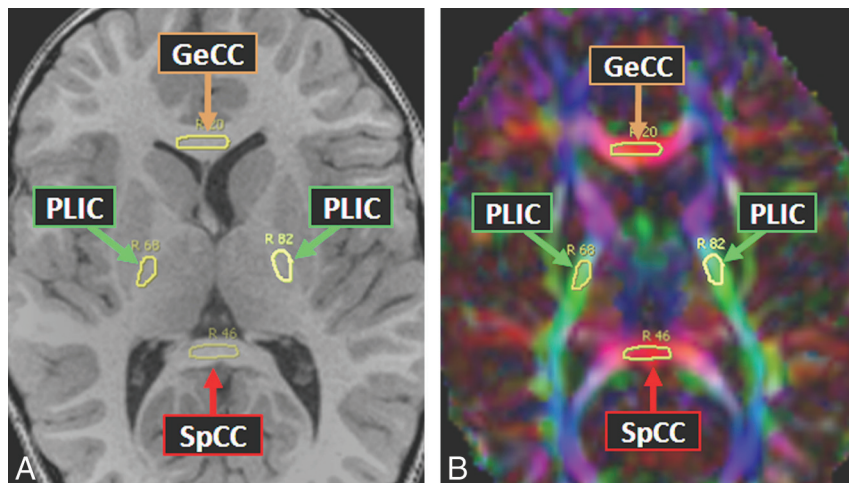 GeCC
R 20
PLIC
PLIC
R 68
R 82
R 46
SpCC
A
GeCC
R 20
PLIC
PLIC
R 68
R 82
R 46
SpCC
B